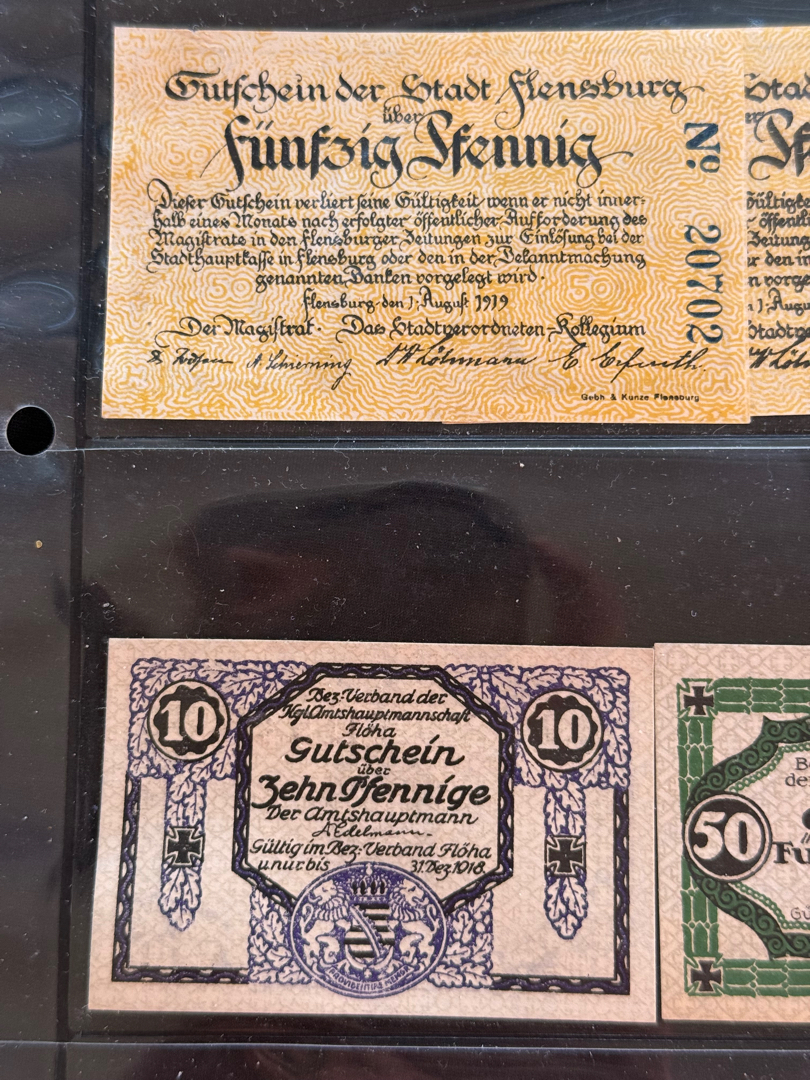 Gutschein der Stadt Flensburg
über
Fünfzig Pfennig
Dieser Gutschein verliert seine Gültigkeit wenn er nicht inner-
halb eines Monats nach erfolgter öffentlicher Aufforderung des
Magistrats in den Flensburger Zeitungen zur Einlösung bei der
Stadthauptkasse in Flensburg oder den in der Bekanntmachung
genannten Banken vorgelegt wird.
Flensburg den 1. August 1919
Der Magistrat. Das Stadtverordneten-Kollegium
Nº 20702
Gebh & Kunze Flensburg
10
10
Bez.-Verband der
Kgl. Amtshauptmannschaft
Flöha
Gutschein
über
Zehn Pfennige
Der Amtshauptmann
Edelmann.
Gültig im Bez.-Verband Flöha
u. nur bis 31. Dez. 1918.
PROVIDENTIAE MEMOR
50